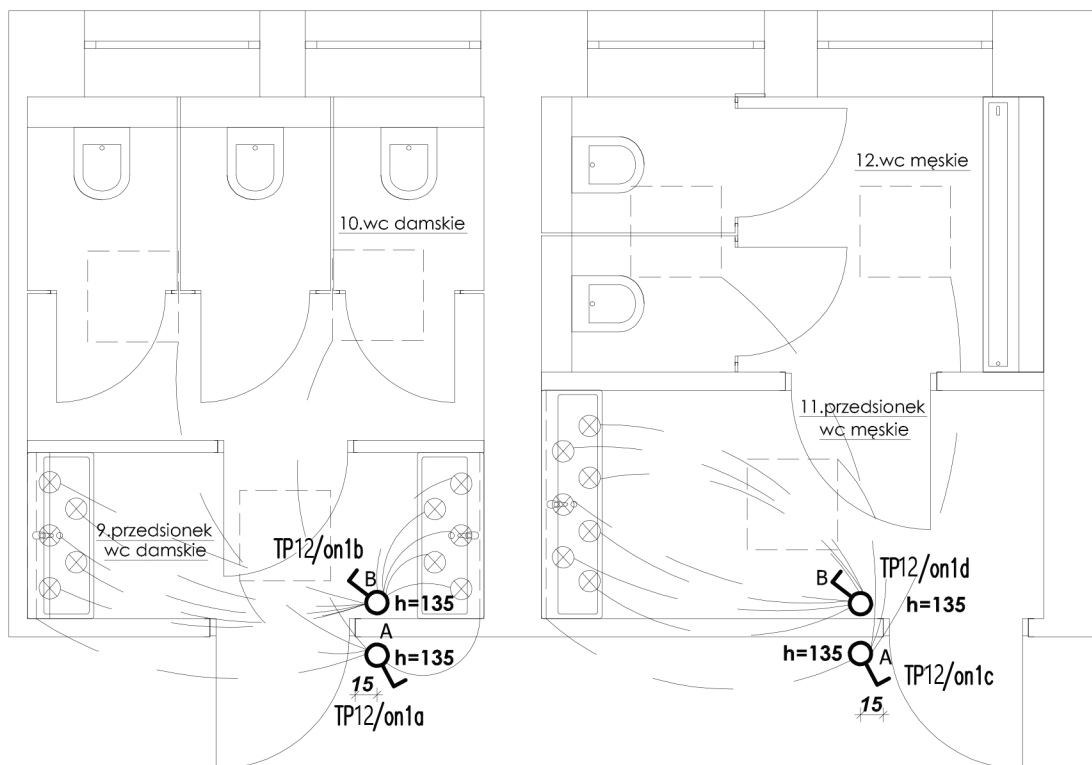 10.wc damskie
12.wc męskie
11.przedsionek
wc męskie
9.przedsionek
wc damskie
TP12/on1b
B
h=135
A
h=135
15
TP12/on1a
B
TP12/on1d
h=135
h=135
A
TP12/on1c
15